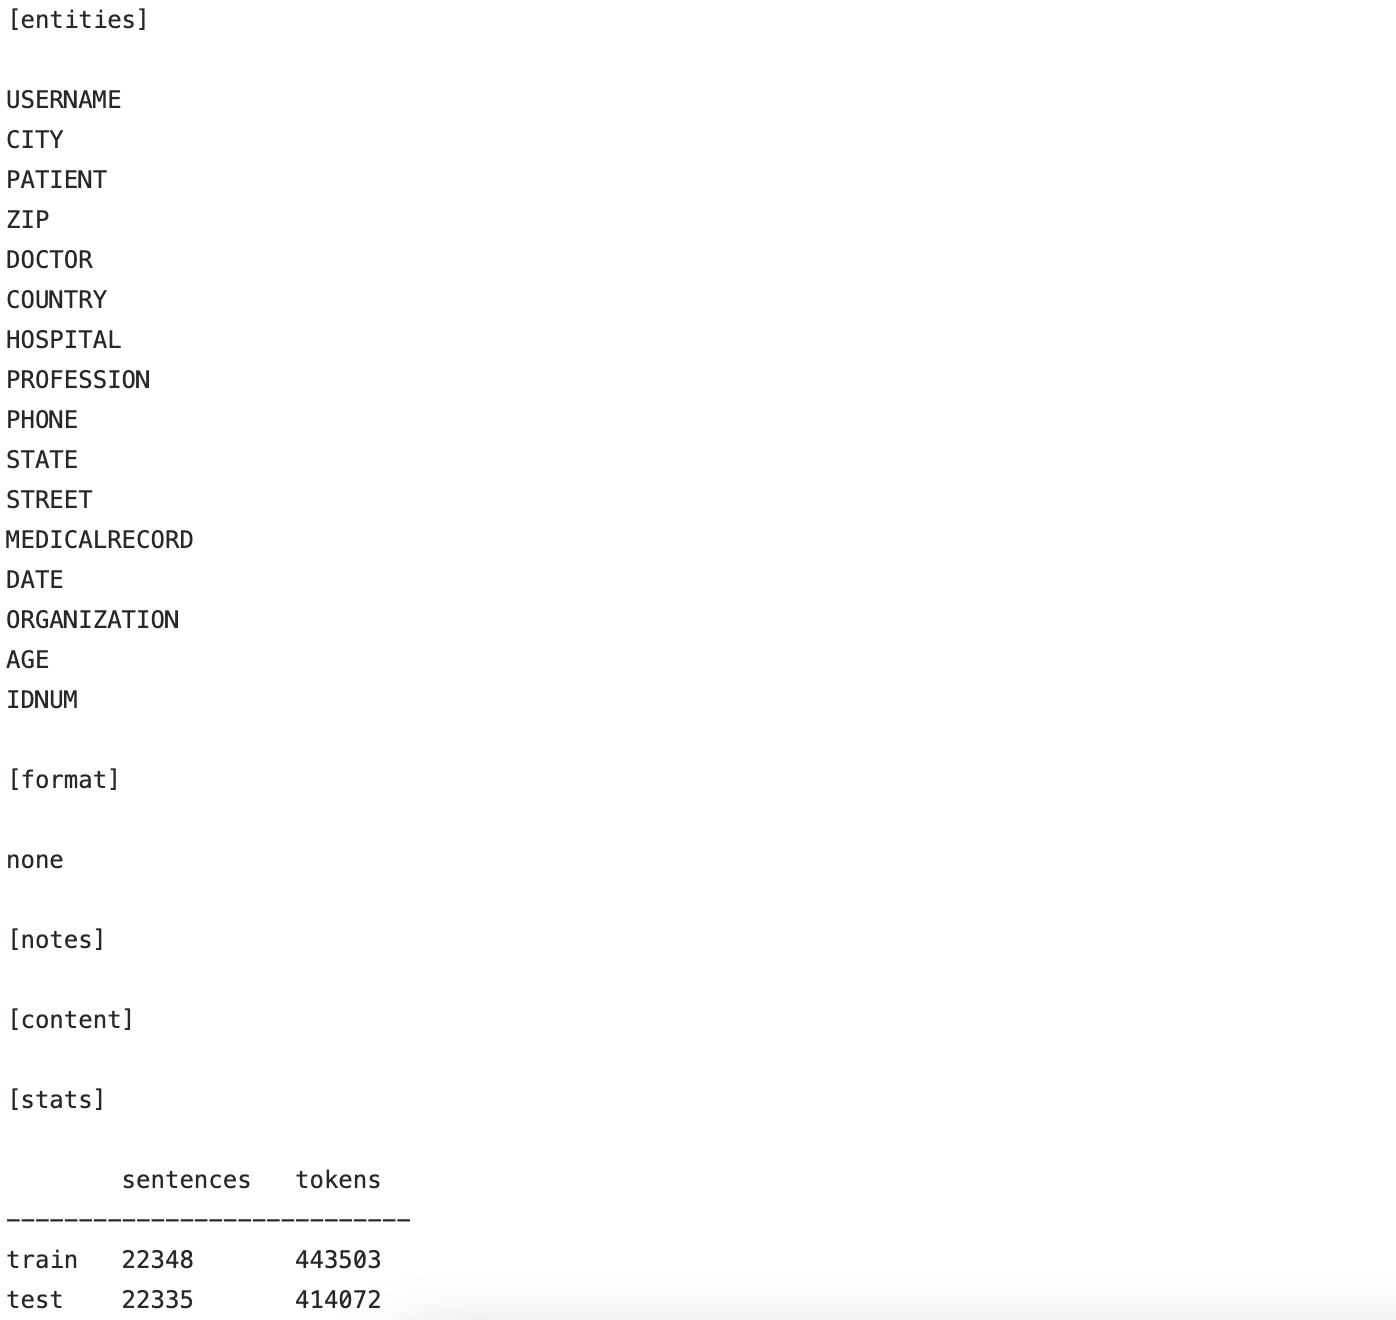 [entities]
USERNAME
CITY
PATIENT
ZIP
DOCTOR
COUNTRY
HOSPITAL
PROFESSION
PHONE
STATE
STREET
MEDICALRECORD
DATE
ORGANIZATION
AGE
IDNUM
[format]
none
[notes]
[content]
[stats]
sentences tokens
----------------------------
train 22348 443503
test 22335 414072